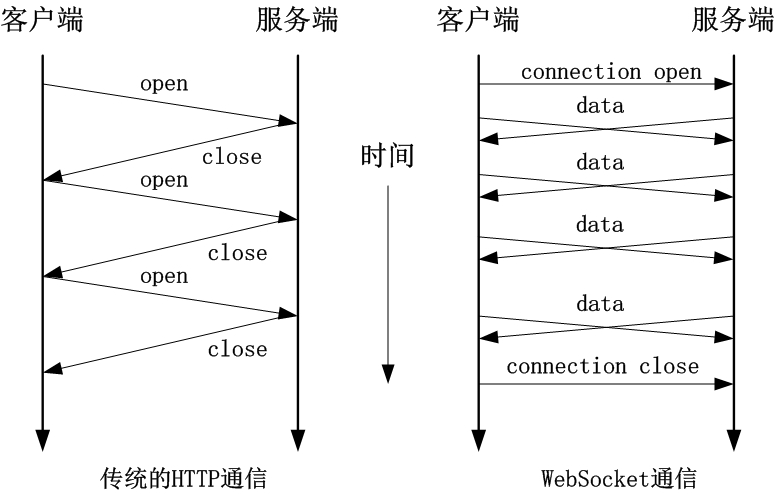 客户端
服务端
open
close
open
close
open
close
传统的HTTP通信
时间
客户端
服务端
connection open
data
data
data
data
connection close
WebSocket通信